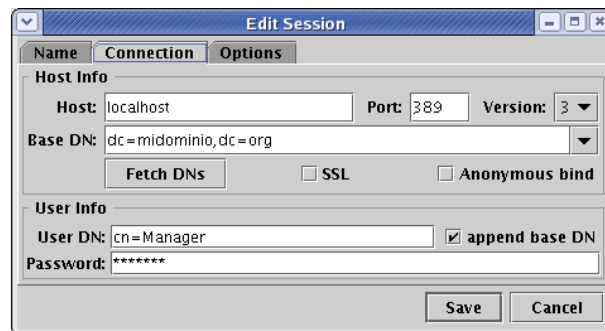 Edit Session
Name Connection Options
Host Info
Host: localhost Port: 389 Version: 3
Base DN: dc=midominio,dc=org
Fetch DNs SSL Anonymous bind
User Info
User DN: cn=Manager append base DN
Password: *******
Save Cancel